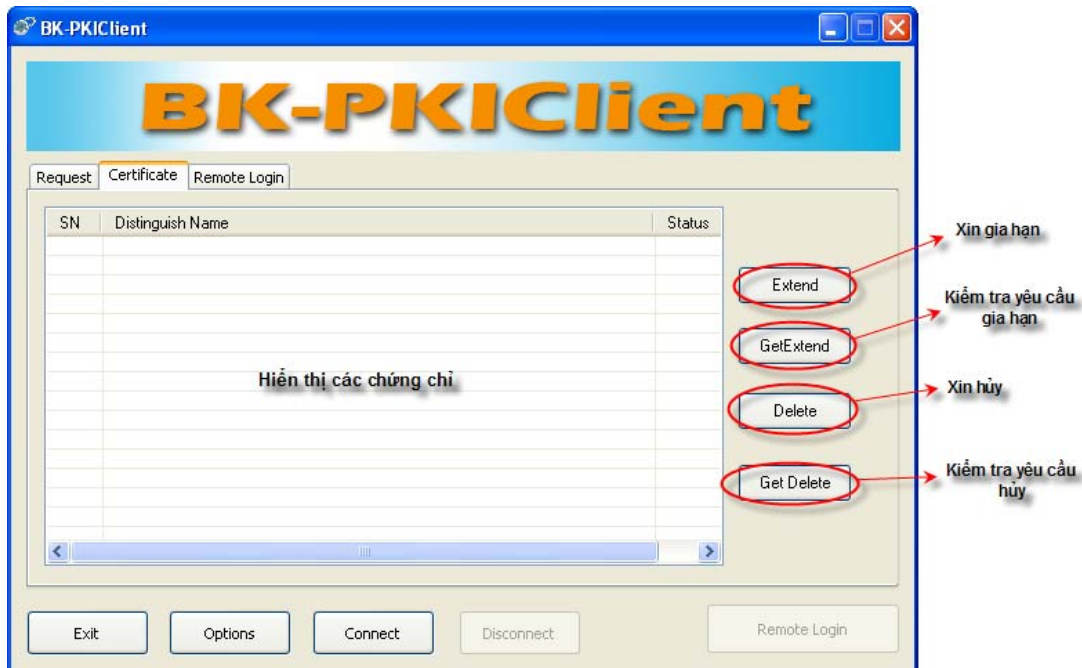 BK-PKIClient
BK-PKIClient
Request Certificate Remote Login
SN Distinguish Name Status
Hiển thị các chứng chỉ
Extend
GetExtend
Delete
Get Delete
Xin gia hạn
Kiểm tra yêu cầu
gia hạn
Xin hủy
Kiểm tra yêu cầu
hủy
Exit Options Connect Disconnect Remote Login